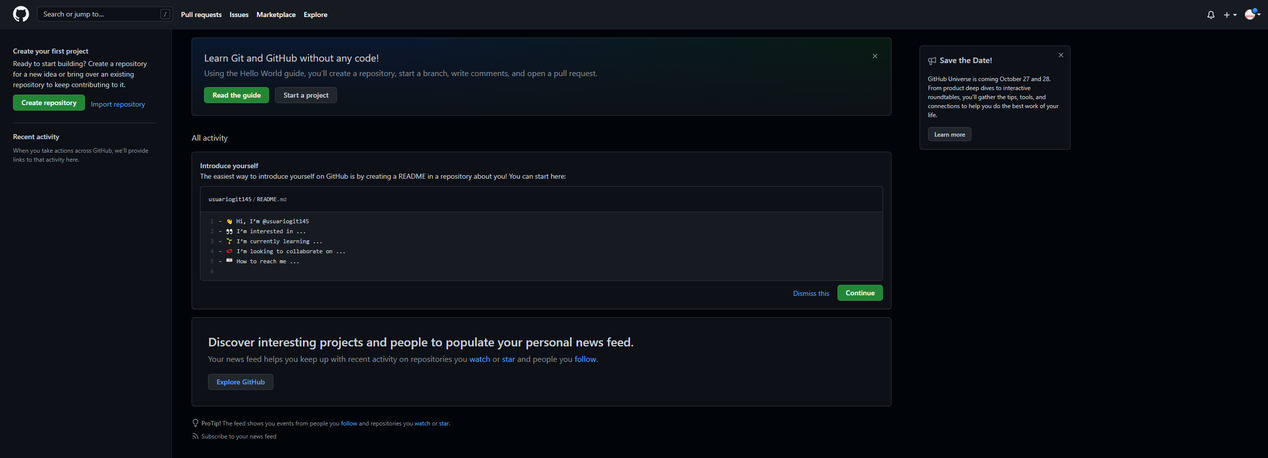 Search or jump to... /
Pull requests
Issues
Marketplace
Explore
Create your first project
Ready to start building? Create a repository
for a new idea or bring over an existing
repository to keep contributing to it.
Create repository
Import repository
Recent activity
When you take actions across GitHub, we'll provide
links to that activity here.
Learn Git and GitHub without any code!
Using the Hello World guide, you'll create a repository, start a branch, write comments, and open a pull request.
Read the guide
Start a project
All activity
Introduce yourself
The easiest way to introduce yourself on GitHub is by creating a README in a repository about you! You can start here:
usuariogit145/README.md
1 - 👋 Hi, I'm @usuariogit145
2 - 👀 I'm interested in ...
3 - 🌱 I'm currently learning ...
4 - 💞️ I'm looking to collaborate on ...
5 - 📫 How to reach me ...
6
Dismiss this
Continue
Discover interesting projects and people to populate your personal news feed.
Your news feed helps you keep up with recent activity on repositories you watch or star and people you follow.
Explore GitHub
ProTip! The feed shows you events from people you follow and repositories you watch or star.
Subscribe to your news feed
Save the Date!
GitHub Universe is coming October 27 and 28.
From product deep dives to interactive
roundtables, you'll gather the tips, tools, and
connections to help you do the best work of your
life.
Learn more